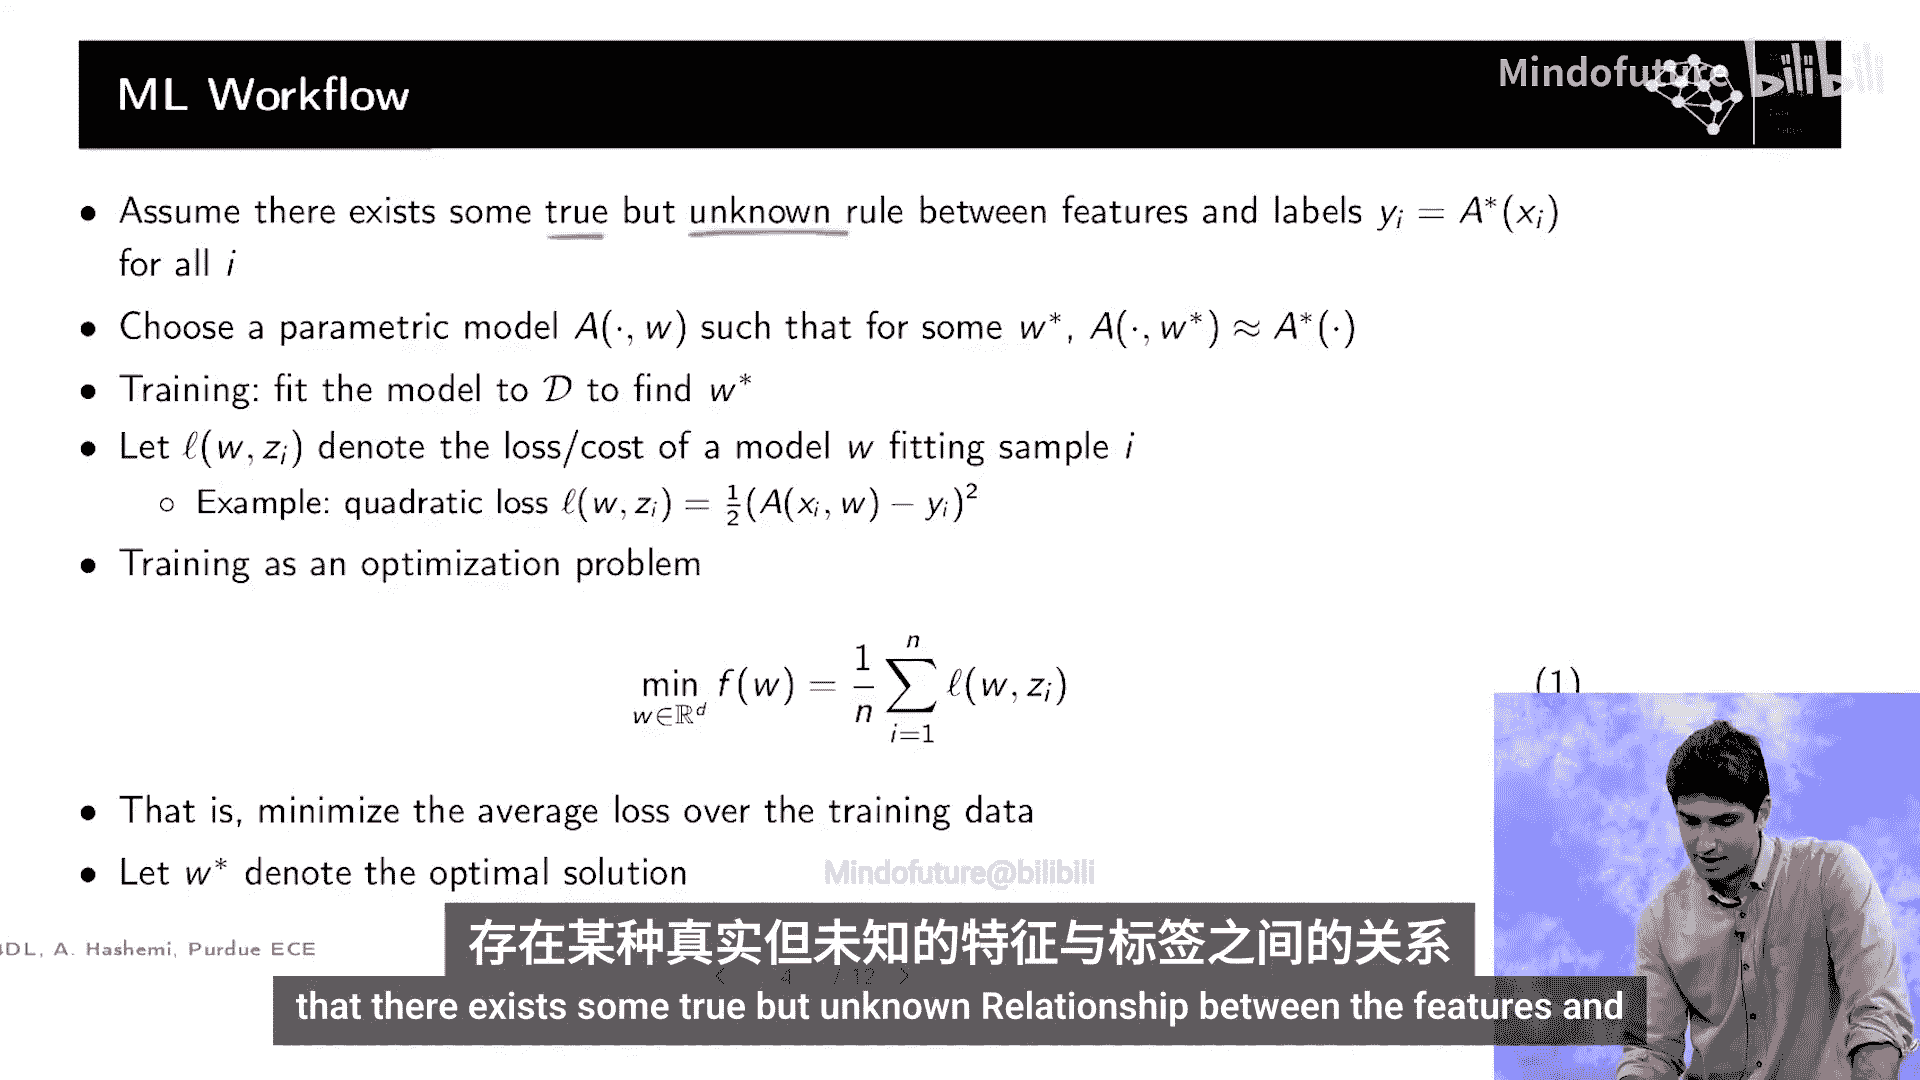 ML Workflow
Mindofuture
bilibili
• Assume there exists some true but unknown rule between features and labels yᵢ = A*(xᵢ)
for all i
• Choose a parametric model A(·, w) such that for some w*, A(·, w*) ≈ A*(·)
• Training: fit the model to 𝒟 to find w*
• Let ℓ(w, zᵢ) denote the loss/cost of a model w fitting sample i
○ Example: quadratic loss ℓ(w, zᵢ) = ½(A(xᵢ, w) − yᵢ)²
• Training as an optimization problem
min_{w∈ℝᵈ} f(w) = 1/n ∑_{i=1}^{n} ℓ(w, zᵢ) (1)
• That is, minimize the average loss over the training data
• Let w* denote the optimal solution
Mindofuture@bilibili
DL, A. Hashemi, Purdue ECE
存在某种真实但未知的特征与标签之间的关系
4 / 12
that there exists some true but unknown Relationship between the features and